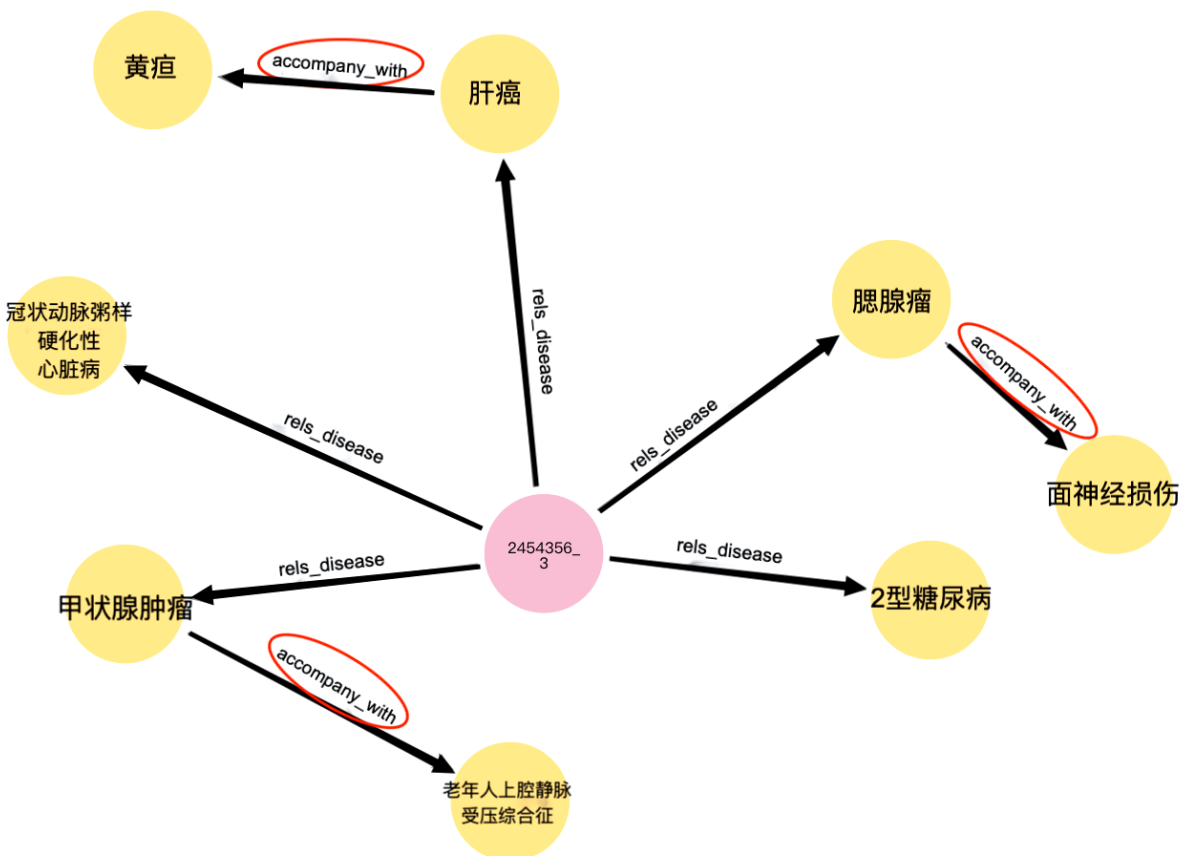 黄疸
accompany_with
肝癌
rels_disease
冠状动脉粥样
硬化性
心脏病
rels_disease
腮腺瘤
accompany_with
面神经损伤
rels_disease
2454356_
3
rels_disease
2型糖尿病
rels_disease
甲状腺肿瘤
accompany_with
老年人上腔静脉
受压综合征